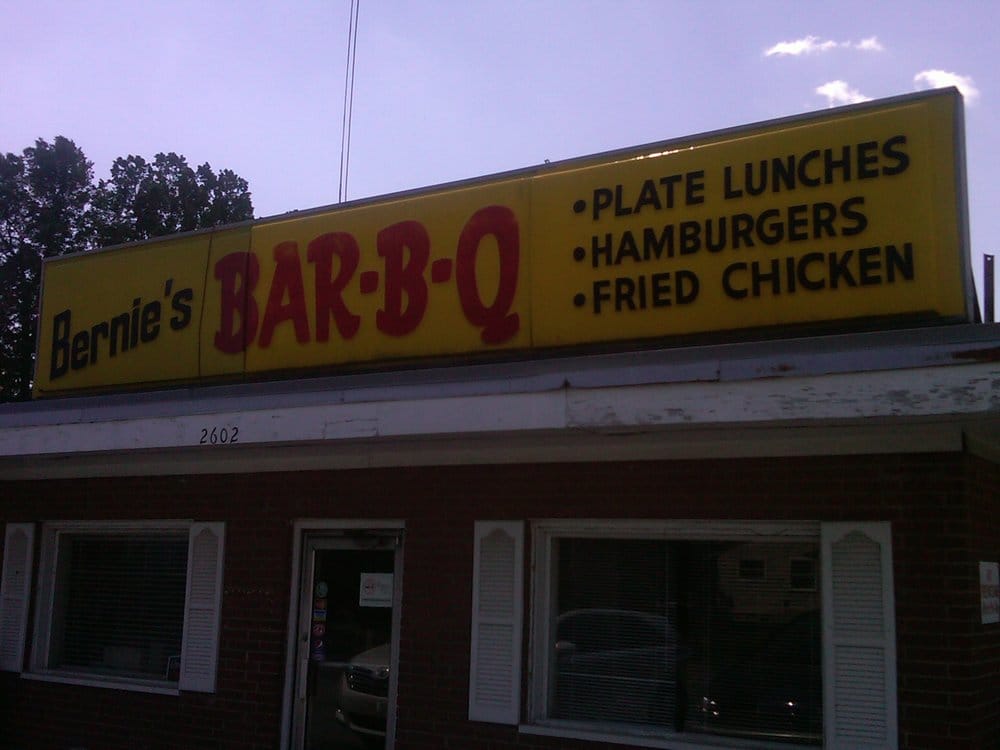 Bernie's BAR-B-Q
•PLATE LUNCHES
•HAMBURGERS
•FRIED CHICKEN
2602